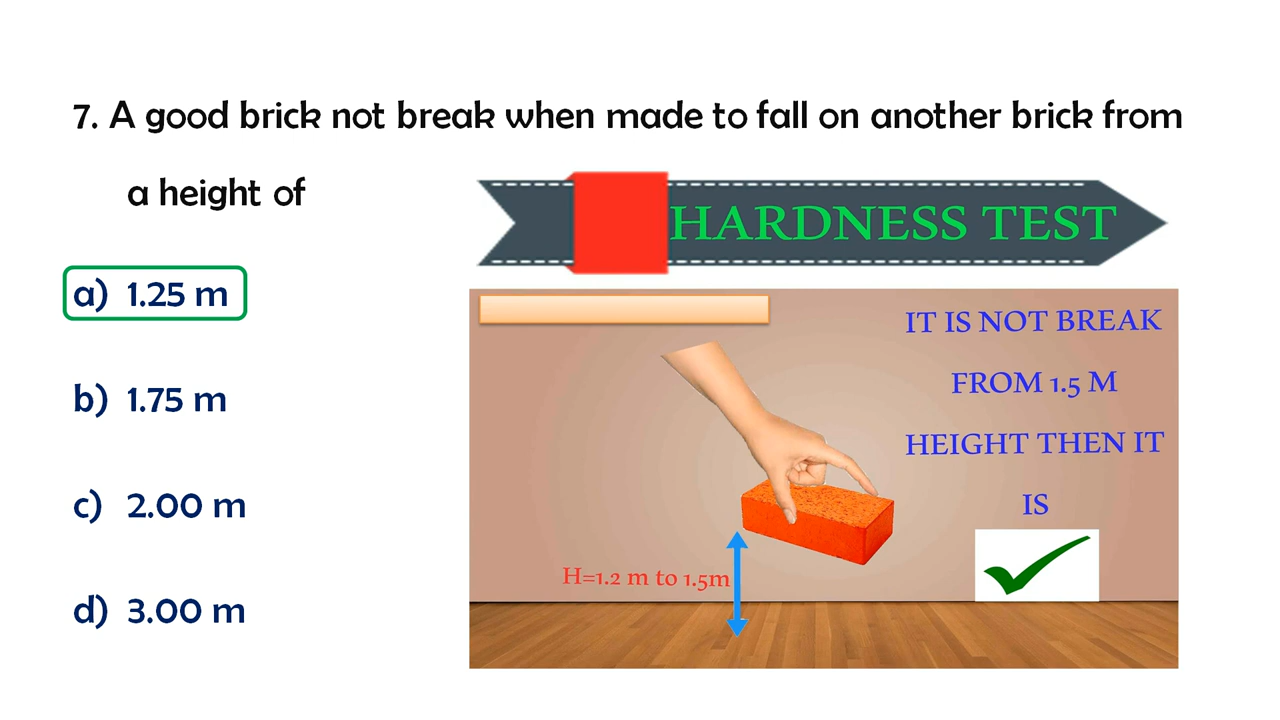 7. A good brick not break when made to fall on another brick from
a height of
HARDNESS TEST
a) 1.25 m
b) 1.75 m
c) 2.00 m
d) 3.00 m
IT IS NOT BREAK
FROM 1.5 M
HEIGHT THEN IT
IS
H=1.2 m to 1.5m